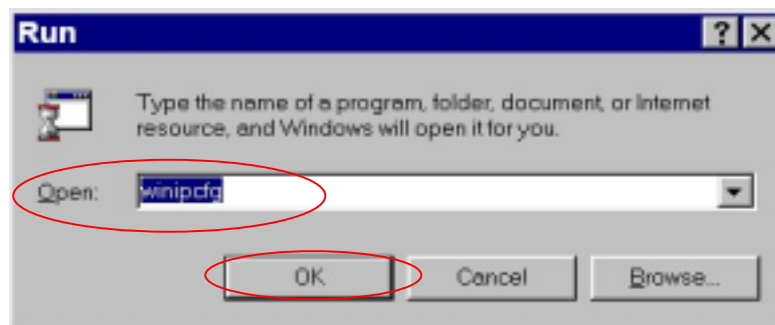 Run
Type the name of a program, folder, document, or Internet
resource, and Windows will open it for you.
Open: winipcfg
OK Cancel Browse...